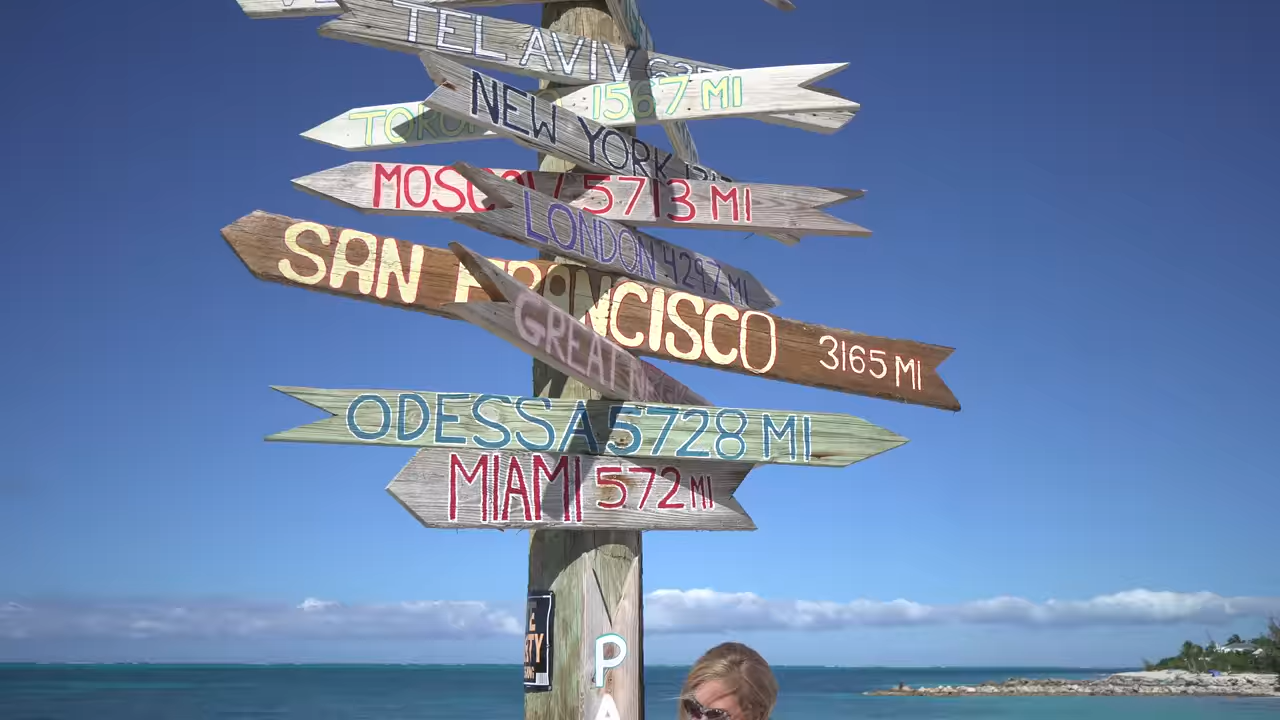 TEL AVIV
1567 MI
NEW YORK
MOSCOW 5713 MI
LONDON 4297 MI
SAN FRANCISCO 3165 MI
GREAT
ODESSA 5728 MI
MIAMI 572 MI
P
A